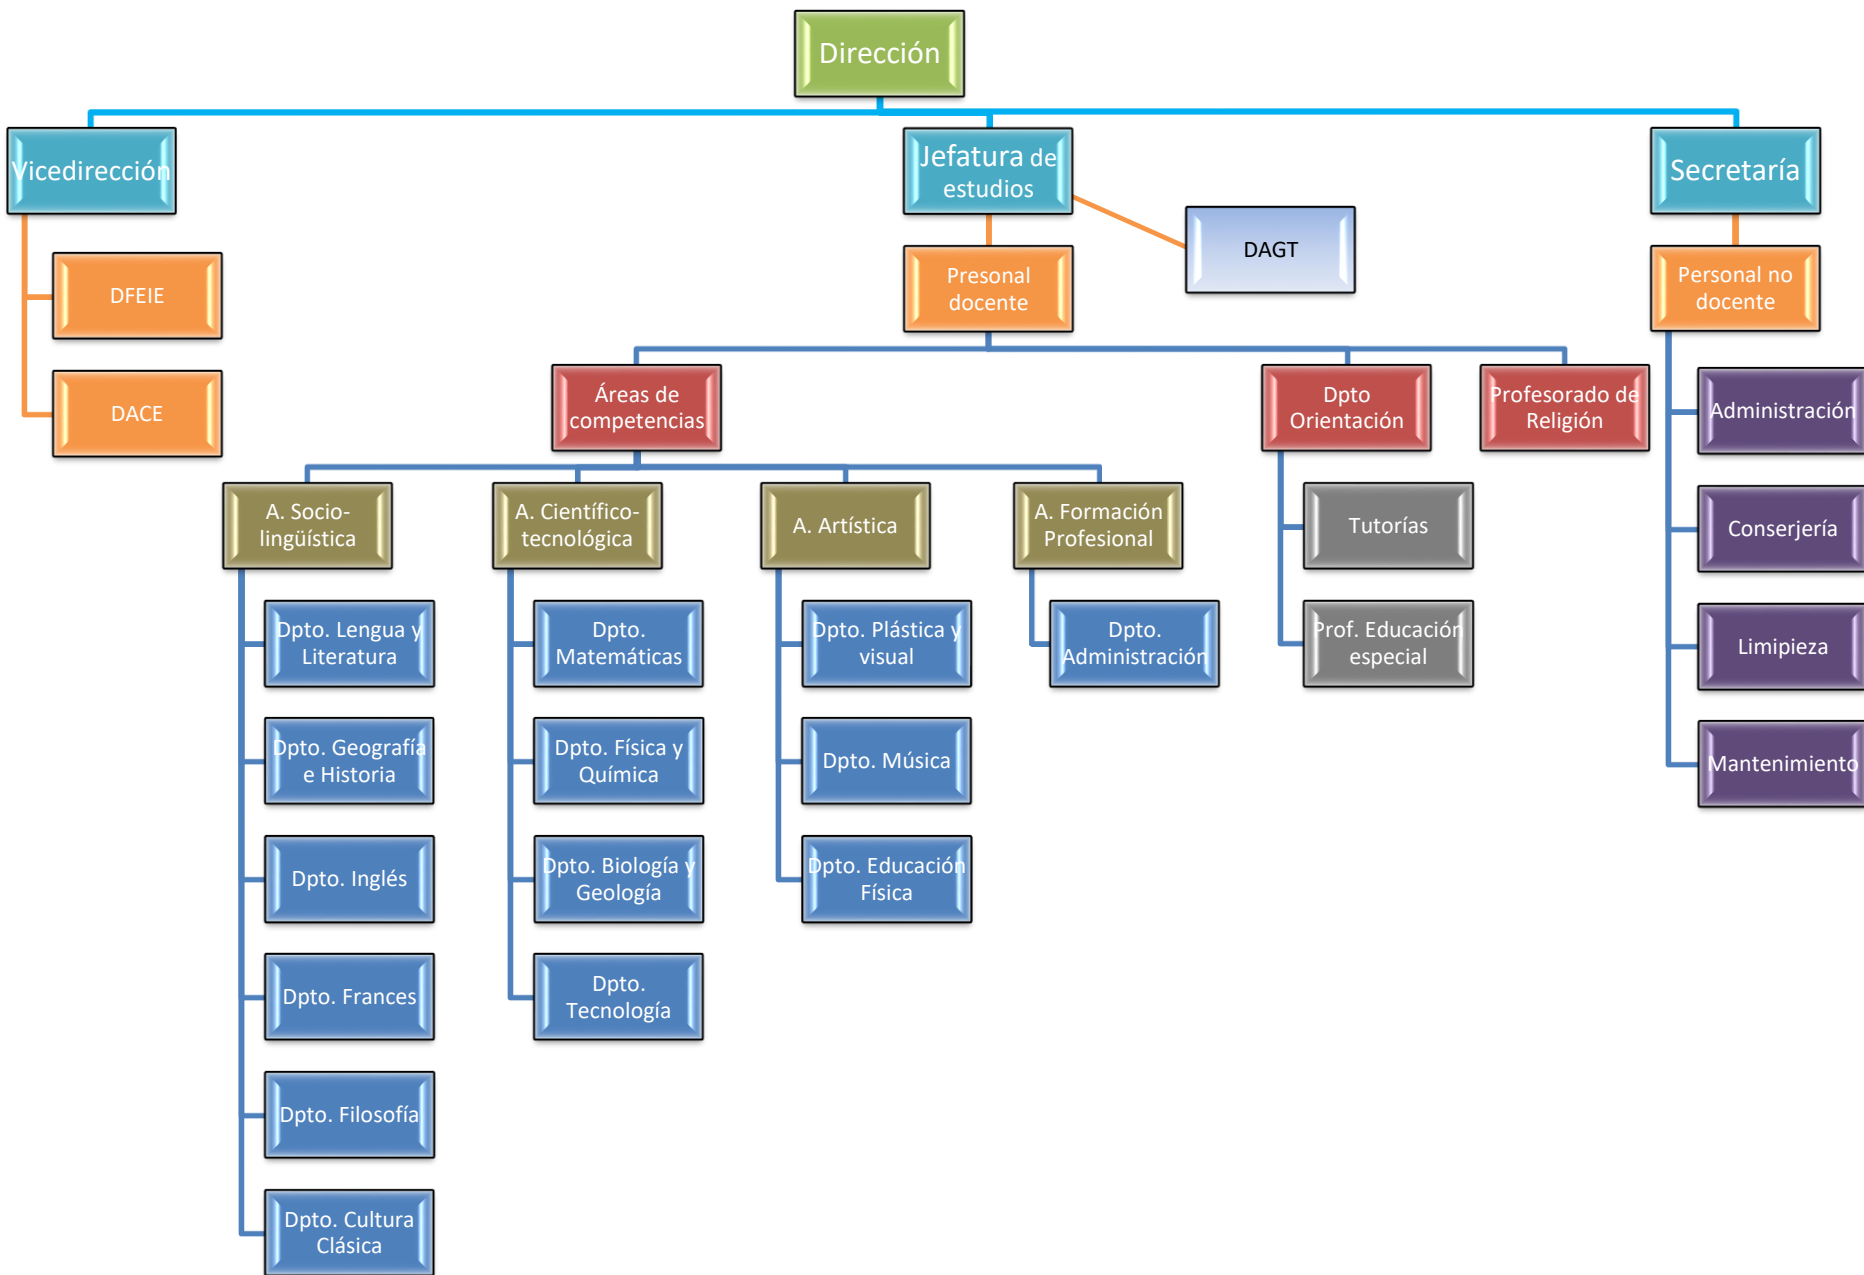 Dirección
Vicedirección
Jefatura de
estudios
Secretaría
DAGT
DFEIE
Presonal
docente
Personal no
docente
DACE
Áreas de
competencias
Dpto
Orientación
Profesorado de
Religión
Administración
A. Socio-
lingüística
A. Científico-
tecnológica
A. Artística
A. Formación
Profesional
Tutorías
Conserjería
Dpto. Lengua y
Literatura
Dpto.
Matemáticas
Dpto. Plástica y
visual
Dpto.
Administración
Prof. Educación
especial
Limipieza
Dpto. Geografía
e Historia
Dpto. Física y
Química
Dpto. Música
Mantenimiento
Dpto. Inglés
Dpto. Biología y
Geología
Dpto. Educación
Física
Dpto. Frances
Dpto.
Tecnología
Dpto. Filosofía
Dpto. Cultura
Clásica